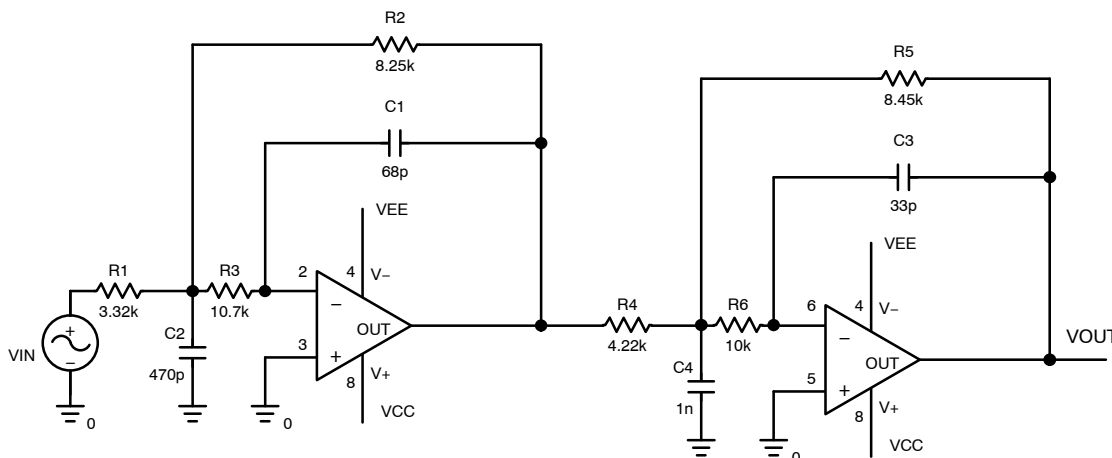 R2
8.25k
C1
68p
VEE
R1
3.32k
R3
10.7k
2
4
V−
−
OUT
VIN
+
−
C2
470p
3
+
V+
8
VCC
0
0
R5
8.45k
C3
33p
VEE
R4
4.22k
R6
10k
6
4
V−
−
OUT
VOUT
C4
1n
5
+
V+
8
VCC
0